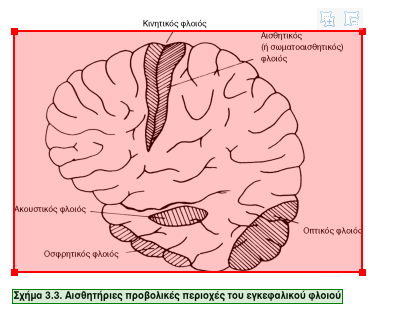 Κινητικός φλοιός
Αισθητικός
(ή σωματοαισθητικός)
φλοιός
Ακουστικός φλοιός
Οπτικός φλοιός
Οσφρητικός φλοιός
Σχήμα 3.3. Αισθητήριες προβολικές περιοχές του εγκεφαλικού φλοιού